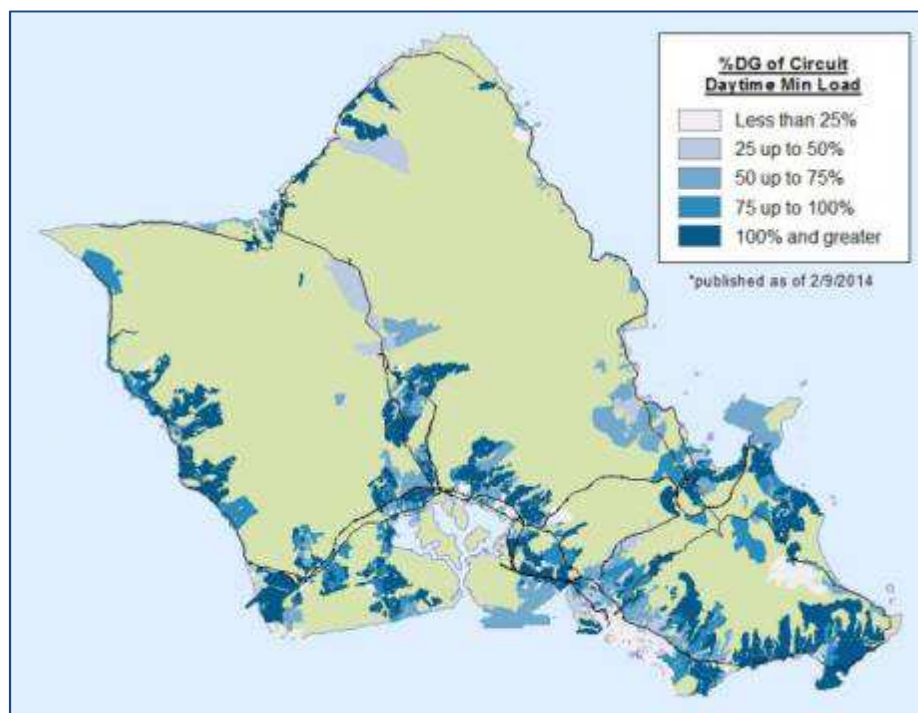 %DG of Circuit
Daytime Min Load
Less than 25%
25 up to 50%
50 up to 75%
75 up to 100%
100% and greater
*published as of 2/9/2014